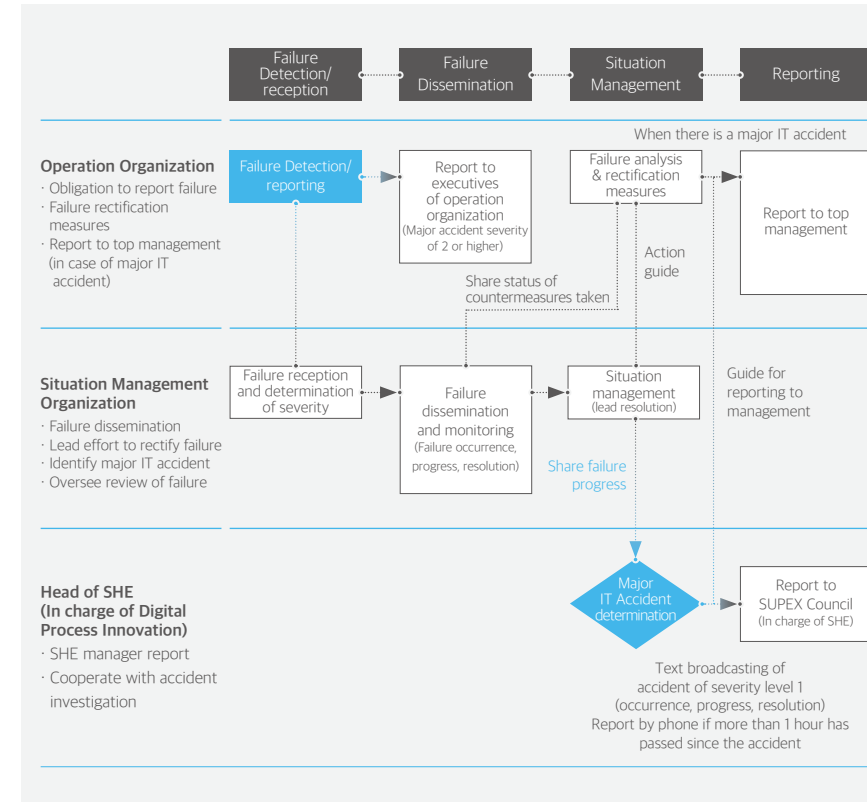 Failure
Detection/
reception
Failure
Dissemination
Situation
Management
Reporting
When there is a major IT accident
Operation Organization
· Obligation to report failure
· Failure rectification
measures
· Report to top management
(in case of major IT
accident)
Failure Detection/
reporting
Report to
executives
of operation
organization
(Major accident severity
of 2 or higher)
Failure analysis
& rectification
measures
Report to top
management
Action
guide
Share status of
countermeasures taken
Situation Management
Organization
· Failure dissemination
· Lead effort to rectify failure
· Identify major IT accident
· Oversee review of failure
Failure reception
and determination
of severity
Failure
dissemination
and monitoring
(Failure occurrence,
progress, resolution)
Situation
management
(lead resolution)
Guide for
reporting to
management
Share failure
progress
Head of SHE
(In charge of Digital
Process Innovation)
· SHE manager report
· Cooperate with accident
investigation
Major
IT Accident
determination
Report to
SUPEX Council
(In charge of SHE)
Text broadcasting of
accident of severity level 1
(occurrence, progress, resolution)
Report by phone if more than 1 hour has
passed since the accident